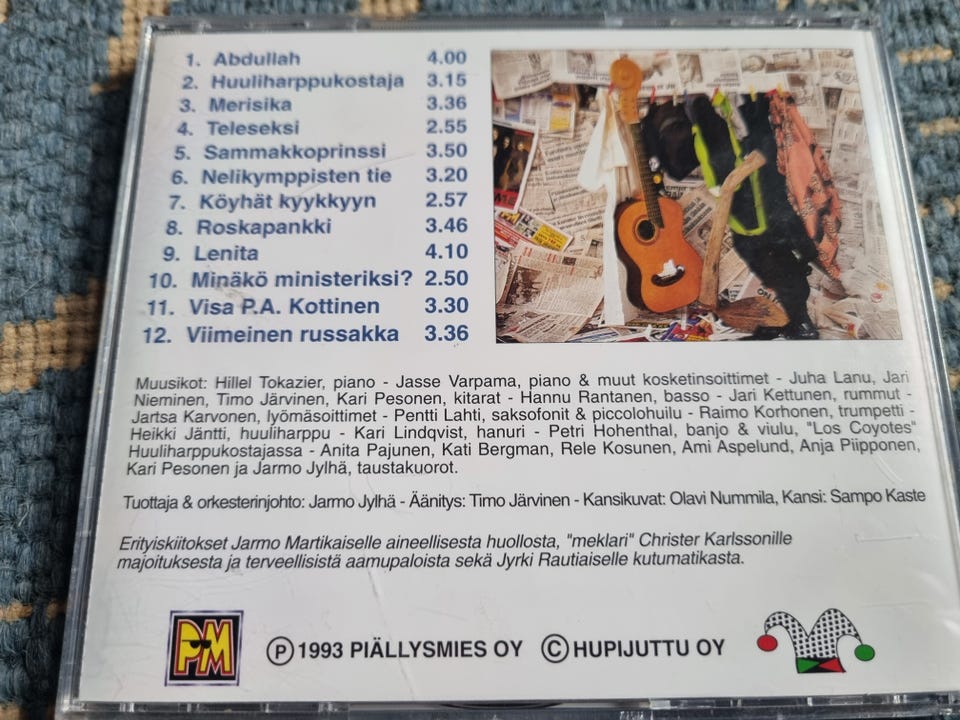 1. Abdullah 4.00
2. Huuliharppukostaja 3.15
3. Merisika 3.36
4. Teleseksi 2.55
5. Sammakkoprinssi 3.50
6. Nelikymppisten tie 3.20
7. Köyhät kyykkyyn 2.57
8. Roskapankki 3.46
9. Lenita 4.10
10. Minäkö ministeriksi? 2.50
11. Visa P.A. Kottinen 3.30
12. Viimeinen russakka 3.36
Muusikot: Hillel Tokazier, piano - Jasse Varpama, piano & muut kosketinsoittimet - Juha Lanu, Jari
Nieminen, Timo Järvinen, Kari Pesonen, kitarat - Hannu Rantanen, basso - Jari Kettunen, rummut -
Jartsa Karvonen, lyömäsoittimet - Pentti Lahti, saksofonit & piccolohuilu - Raimo Korhonen, trumpetti -
Heikki Jäntti, huuliharppu - Kari Lindqvist, hanuri - Petri Hohenthal, banjo & viulu, "Los Coyotes"
Huuliharppukostajassa - Anita Pajunen, Kati Bergman, Rele Kosunen, Ami Aspelund, Anja Piipponen,
Kari Pesonen ja Jarmo Jylhä, taustakuorot.
Tuottaja & orkesterinjohto: Jarmo Jylhä - Äänitys: Timo Järvinen - Kansikuvat: Olavi Nummila, Kansi: Sampo Kaste
Erityiskiitokset Jarmo Martikaiselle aineellisesta huollosta, "meklari" Christer Karlssonille
majoituksesta ja terveellisistä aamupaloista sekä Jyrki Rautiaiselle kutumatikasta.
PM
Ⓟ 1993 PIÄLLYSMIES OY © HUPIJUTTU OY